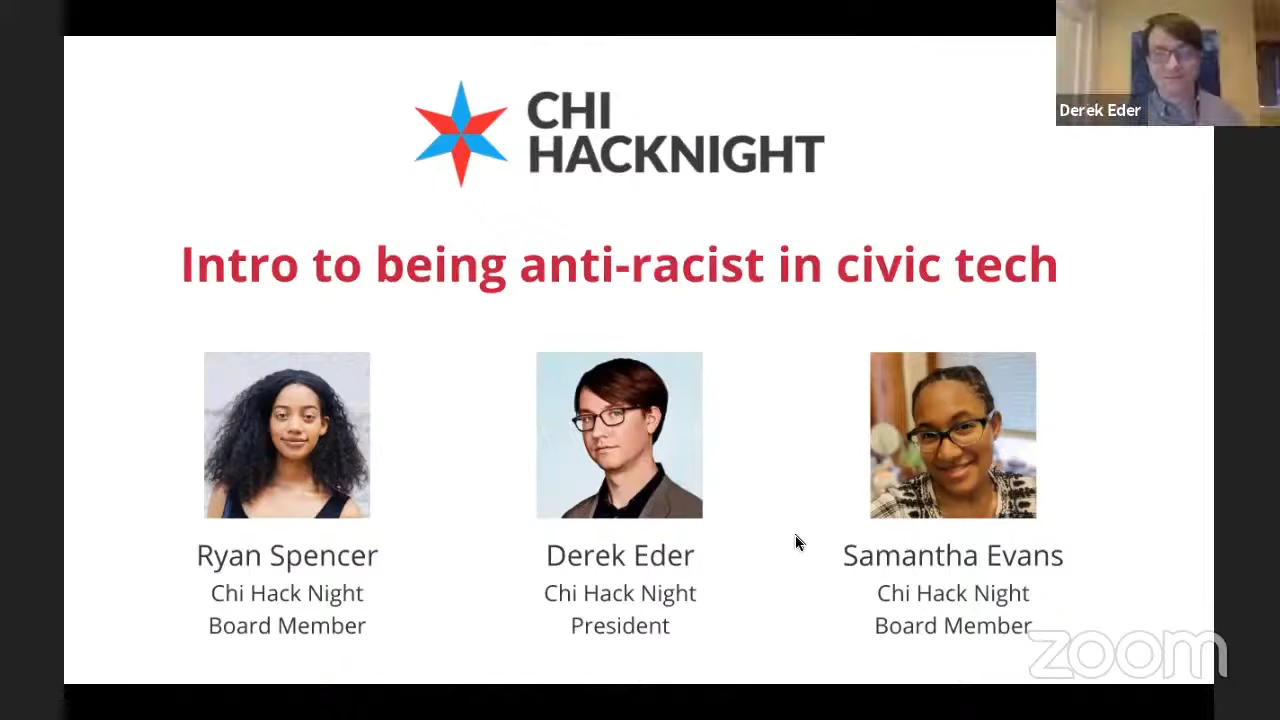 CHI
HACKNIGHT
Derek Eder
Intro to being anti-racist in civic tech
Ryan Spencer
Chi Hack Night
Board Member
Derek Eder
Chi Hack Night
President
Samantha Evans
Chi Hack Night
Board Member
zoom